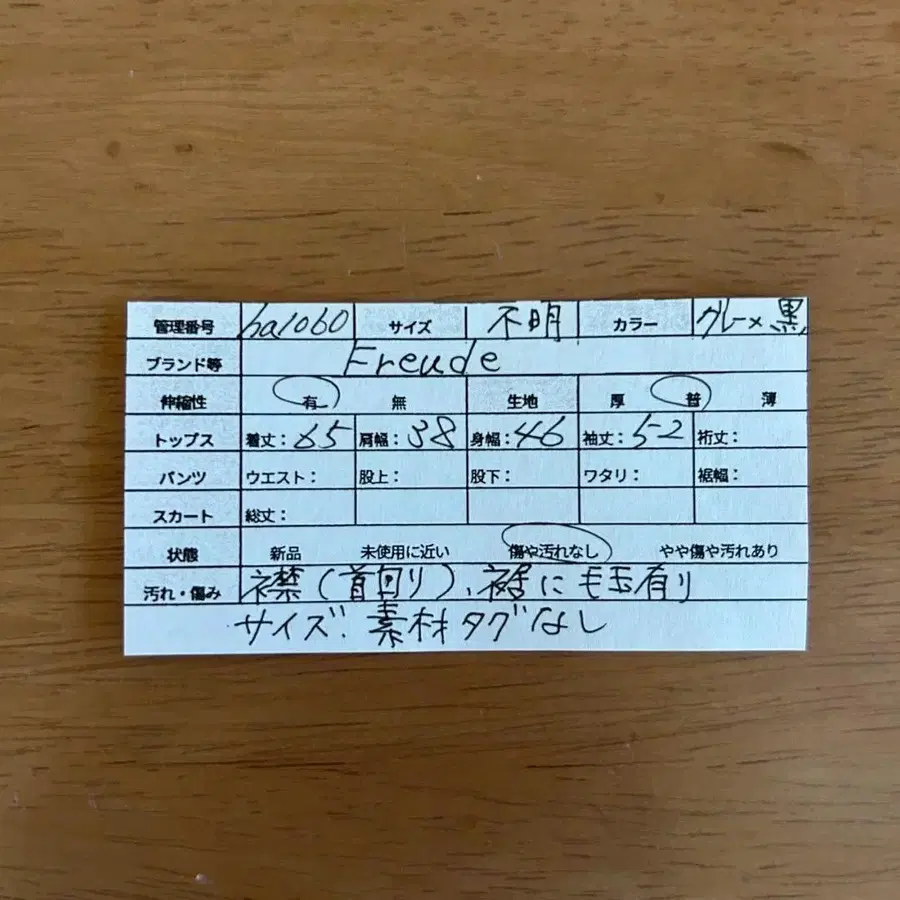 管理番号 ha1060 サイズ 不明 カラー グレー×黒
ブランド等 Freude
伸縮性 有 無 生地 厚 普 薄
トップス 着丈：65 肩幅：38 身幅：46 袖丈：52 裄丈：
パンツ ウエスト： 股上： 股下： ワタリ： 裾幅：
スカート 総丈：
状態 新品 未使用に近い 傷や汚れなし やや傷や汚れあり
汚れ・傷み 襟（首回り）、裾に毛玉有り
サイズ、素材タグなし